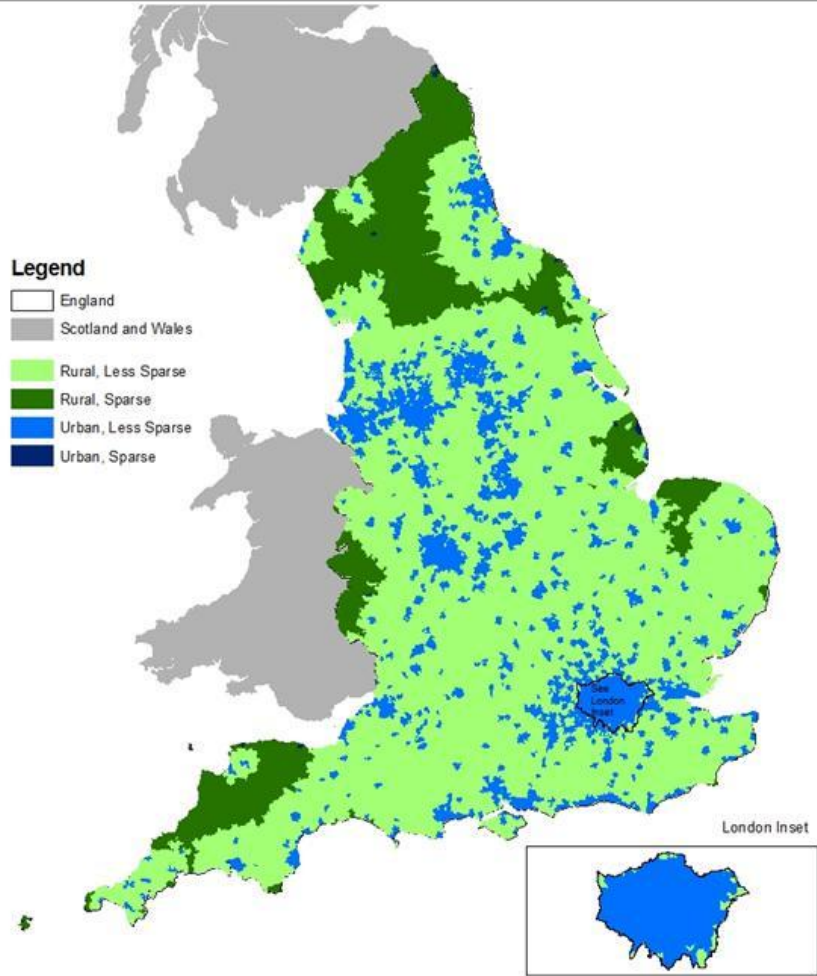 Legend
England
Scotland and Wales
Rural, Less Sparse
Rural, Sparse
Urban, Less Sparse
Urban, Sparse
See
London
Inset
London Inset